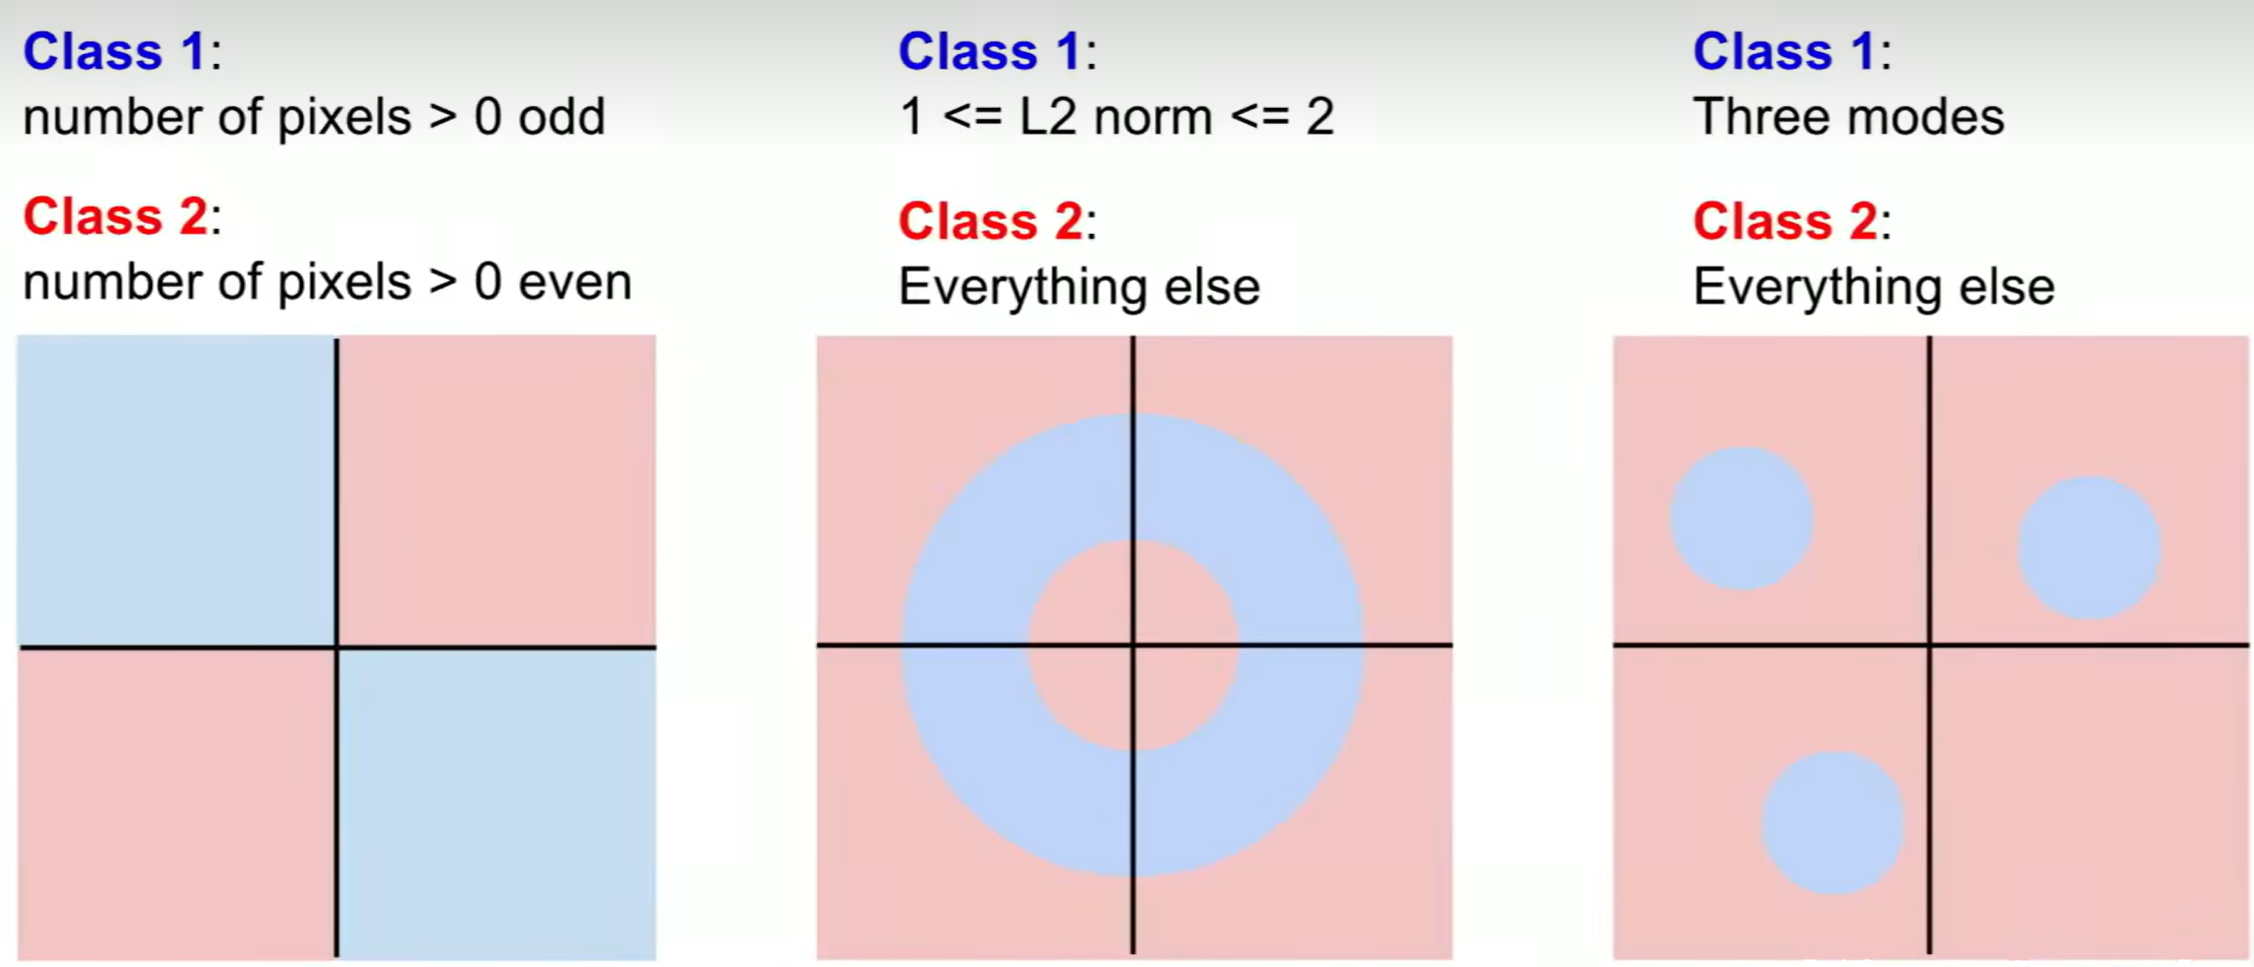 Class 1:
number of pixels > 0 odd
Class 2:
number of pixels > 0 even
Class 1:
1 <= L2 norm <= 2
Class 2:
Everything else
Class 1:
Three modes
Class 2:
Everything else